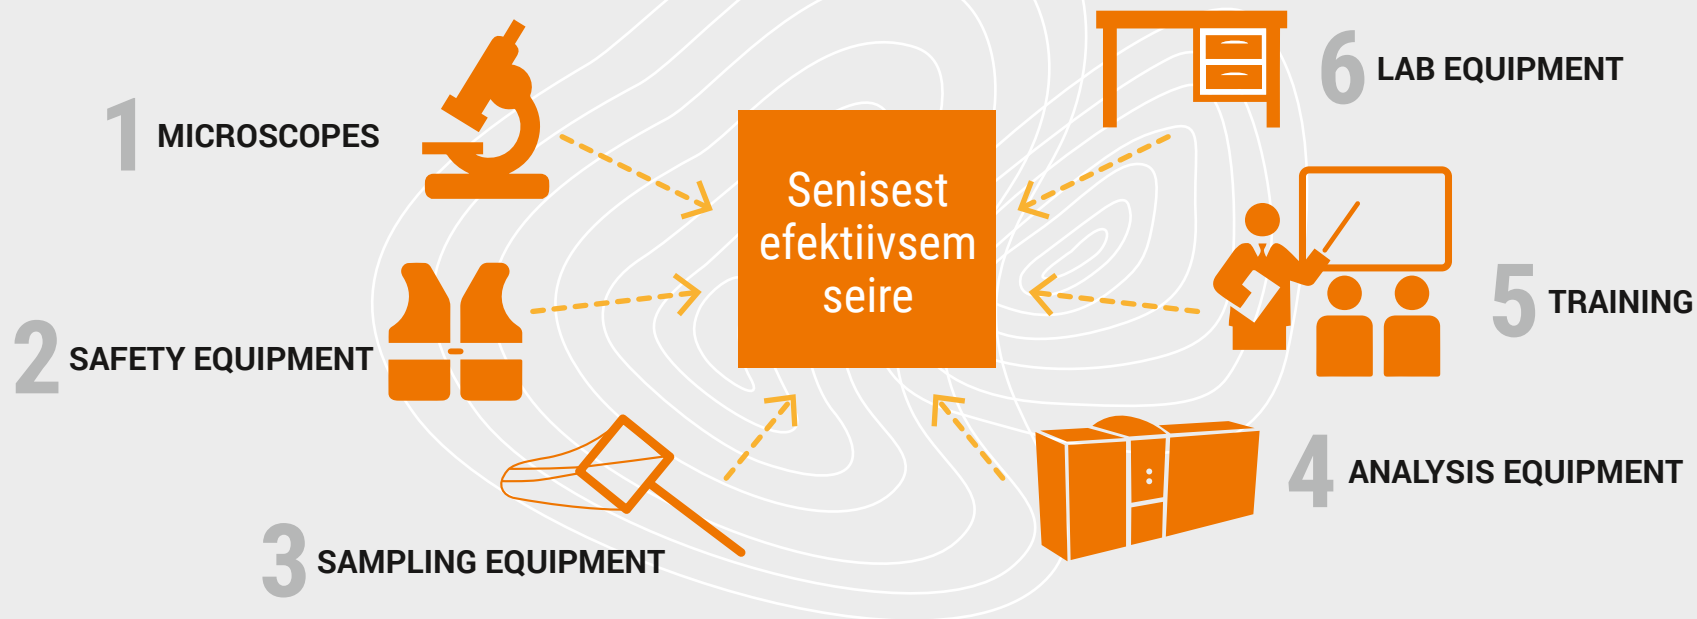 1 MICROSCOPES
2 SAFETY EQUIPMENT
3 SAMPLING EQUIPMENT
Senisest
efektiivsem
seire
4 ANALYSIS EQUIPMENT
5 TRAINING
6 LAB EQUIPMENT